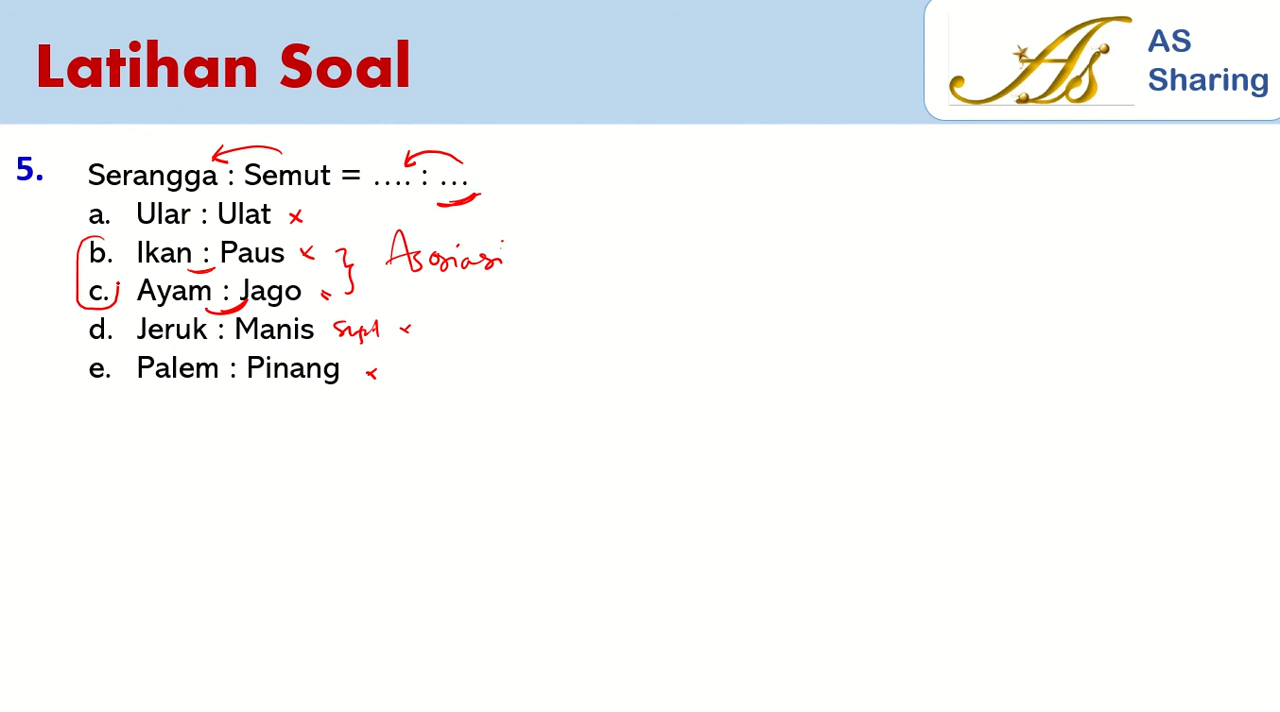 Latihan Soal
AS
Sharing
5. Serangga : Semut = .... : ...
a. Ular : Ulat x
b. Ikan : Paus x
Asosiasi
c. Ayam : Jago
d. Jeruk : Manis x
e. Palem : Pinang x